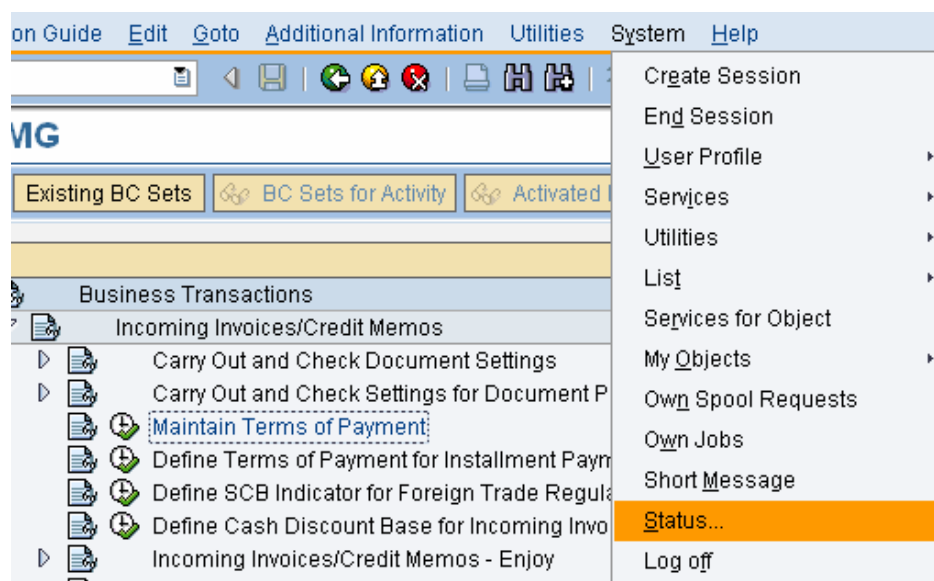 on Guide Edit Goto Additional Information Utilities System Help
MG
Existing BC Sets BC Sets for Activity Activated
Business Transactions
Incoming Invoices/Credit Memos
Carry Out and Check Document Settings
Carry Out and Check Settings for Document P
Maintain Terms of Payment
Define Terms of Payment for Installment Paym
Define SCB Indicator for Foreign Trade Regula
Define Cash Discount Base for Incoming Invo
Incoming Invoices/Credit Memos - Enjoy
Create Session
End Session
User Profile
Services
Utilities
List
Services for Object
My Objects
Own Spool Requests
Own Jobs
Short Message
Status...
Log off